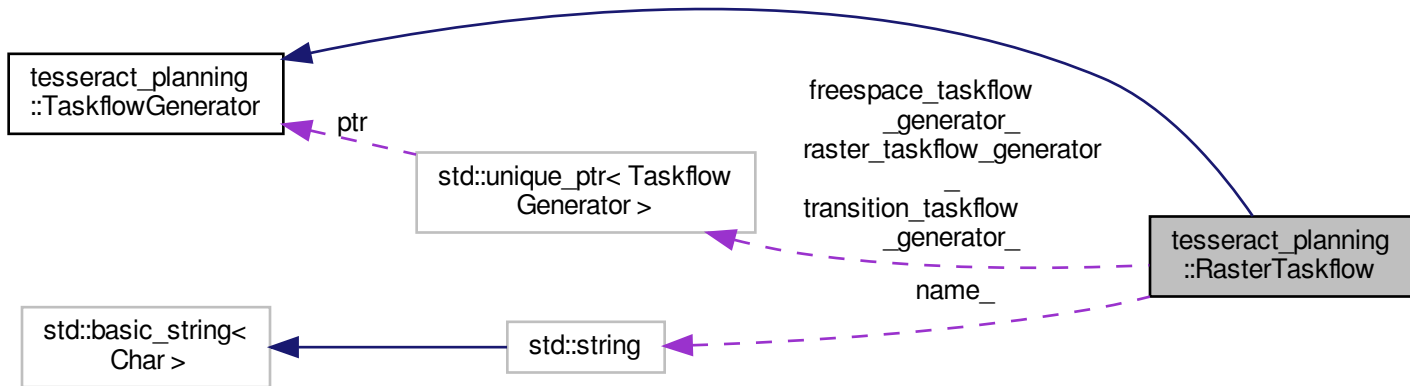 tesseract_planning
::TaskflowGenerator
ptr
std::unique_ptr< Taskflow
Generator >
freespace_taskflow
_generator_
raster_taskflow_generator
_
transition_taskflow
_generator_
tesseract_planning
::RasterTaskflow
name_
std::basic_string<
Char >
std::string